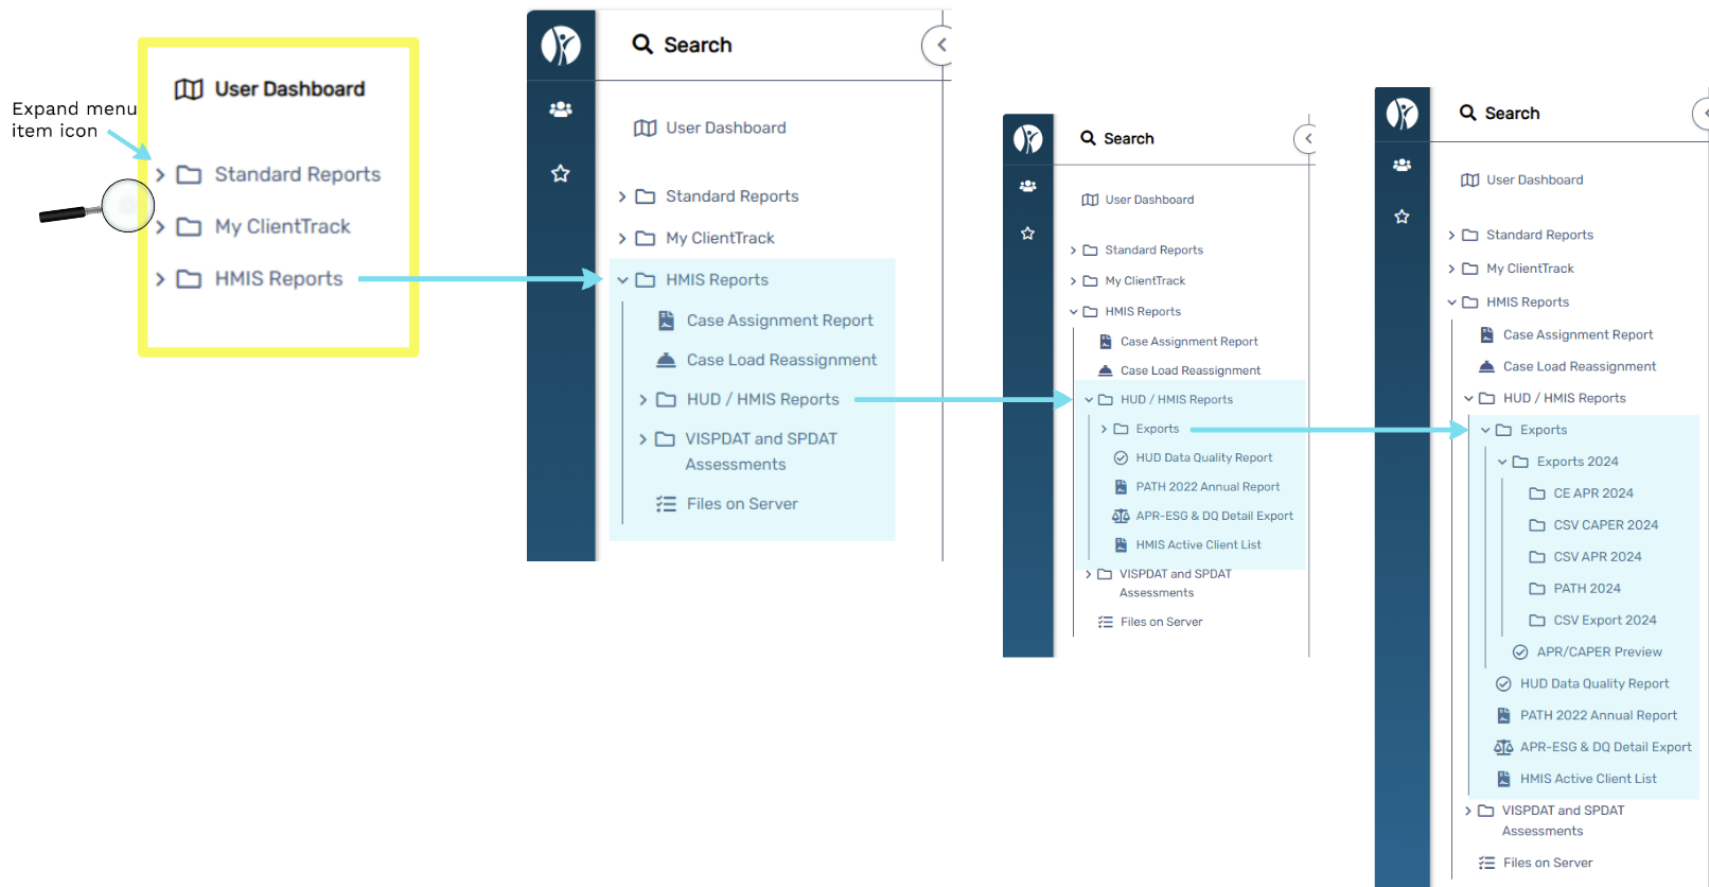 Expand menu
item icon
User Dashboard
Standard Reports
My ClientTrack
HMIS Reports
Search
User Dashboard
Standard Reports
My ClientTrack
HMIS Reports
Case Assignment Report
Case Load Reassignment
HUD / HMIS Reports
VISPDAT and SPDAT
Assessments
Files on Server
Search
User Dashboard
Standard Reports
My ClientTrack
HMIS Reports
Case Assignment Report
Case Load Reassignment
HUD / HMIS Reports
Exports
HUD Data Quality Report
PATH 2022 Annual Report
APR-ESG & DQ Detail Export
HMIS Active Client List
VISPDAT and SPDAT
Assessments
Files on Server
Search
User Dashboard
Standard Reports
My ClientTrack
HMIS Reports
Case Assignment Report
Case Load Reassignment
HUD / HMIS Reports
Exports
Exports 2024
CE APR 2024
CSV CAPER 2024
CSV APR 2024
PATH 2024
CSV Export 2024
APR/CAPER Preview
HUD Data Quality Report
PATH 2022 Annual Report
APR-ESG & DQ Detail Export
HMIS Active Client List
VISPDAT and SPDAT
Assessments
Files on Server